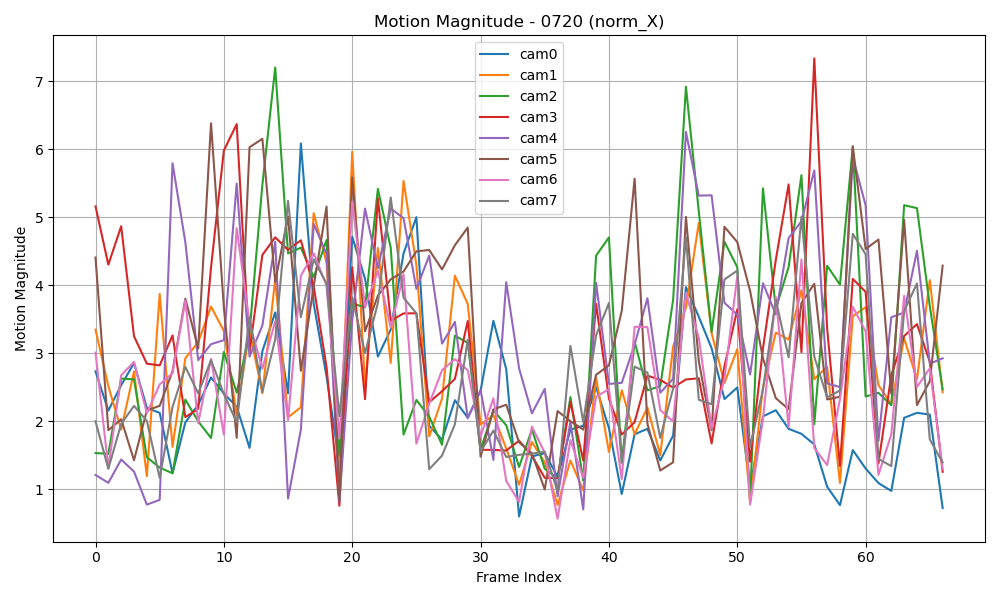 Motion Magnitude - 0720 (norm_X)
cam0
cam1
cam2
cam3
cam4
cam5
cam6
cam7
Motion Magnitude
7
6
5
4
3
2
1
0
10
20
30
40
50
60
Frame Index